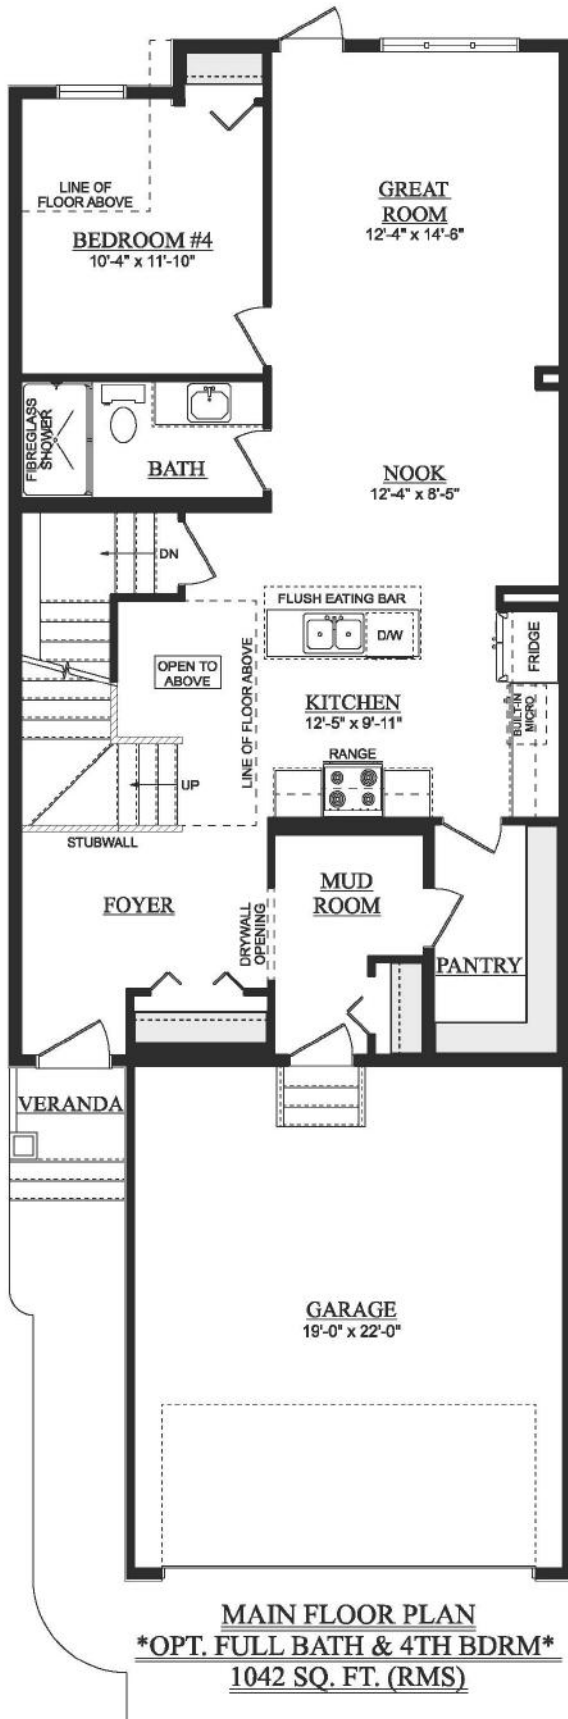 LINE OF
FLOOR ABOVE
BEDROOM #4
10'-4" x 11'-10"
GREAT
ROOM
12'-4" x 14'-6"
FIBREGLASS
SHOWER
BATH
NOOK
12'-4" x 8'-5"
DN
FLUSH EATING BAR
D/W
FRIDGE
OPEN TO
ABOVE
LINE OF FLOOR ABOVE
KITCHEN
12'-5" x 9'-11"
BUILT-IN
MICRO
RANGE
UP
STUBWALL
FOYER
DRYWALL
OPENING
MUD
ROOM
PANTRY
VERANDA
GARAGE
19'-0" x 22'-0"
MAIN FLOOR PLAN
*OPT. FULL BATH & 4TH BDRM*
1042 SQ. FT. (RMS)